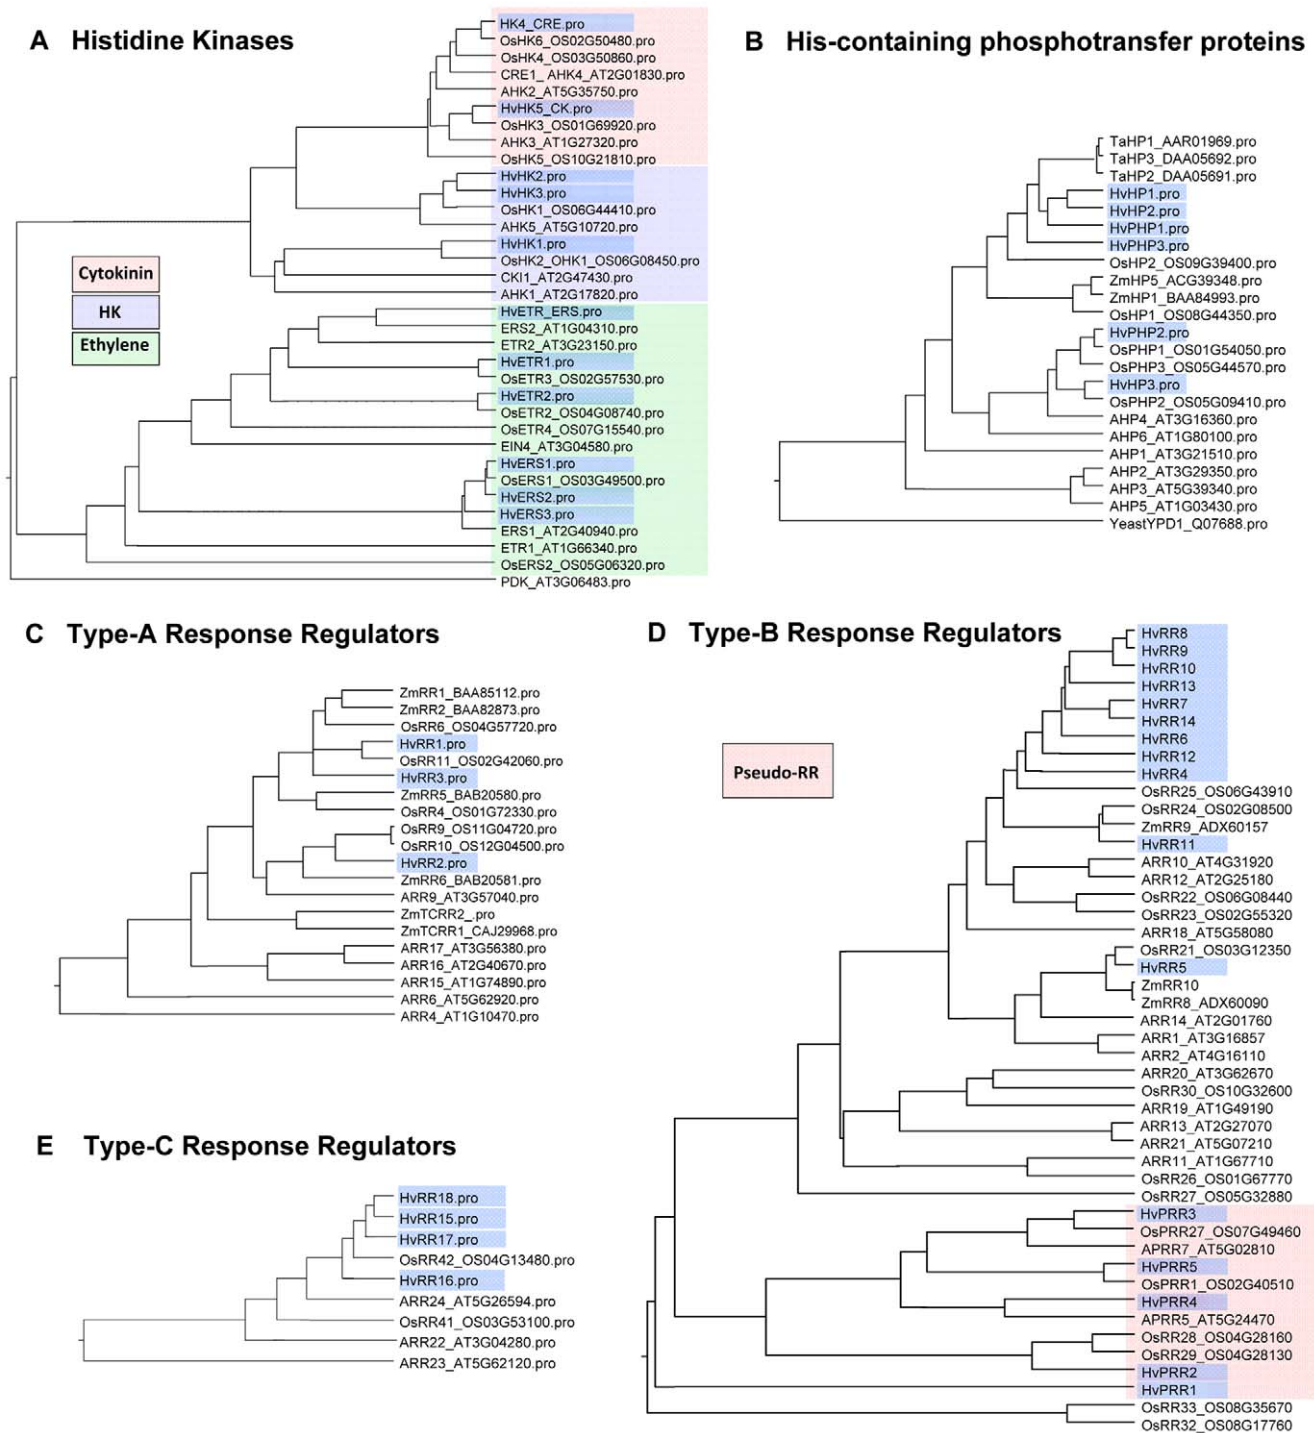 A Histidine Kinases
HK4_CRE.pro
OsHK6_OS02G50480.pro
OsHK4_OS03G50860.pro
CRE1_ AHK4_AT2G01830.pro
AHK2_AT5G35750.pro
HvHK5_CK.pro
OsHK3_OS01G69920.pro
AHK3_AT1G27320.pro
OsHK5_OS10G21810.pro
HvHK2.pro
HvHK3.pro
OsHK1_OS06G44410.pro
AHK5_AT5G10720.pro
HvHK1.pro
OsHK2_OHK1_OS06G08450.pro
CKI1_AT2G47430.pro
AHK1_AT2G17820.pro
HvETR_ERS.pro
ERS2_AT1G04310.pro
ETR2_AT3G23150.pro
HvETR1.pro
OsETR3_OS02G57530.pro
HvETR2.pro
OsETR2_OS04G08740.pro
OsETR4_OS07G15540.pro
EIN4_AT3G04580.pro
HvERS1.pro
OsERS1_OS03G49500.pro
HvERS2.pro
HvERS3.pro
ERS1_AT2G40940.pro
ETR1_AT1G66340.pro
OsERS2_OS05G06320.pro
PDK_AT3G06483.pro
Cytokinin
HK
Ethylene
B His-containing phosphotransfer proteins
TaHP1_AAR01969.pro
TaHP3_DAA05692.pro
TaHP2_DAA05691.pro
HvHP1.pro
HvHP2.pro
HvPHP1.pro
HvPHP3.pro
OsHP2_OS09G39400.pro
ZmHP5_ACG39348.pro
ZmHP1_BAA84993.pro
OsHP1_OS08G44350.pro
HvPHP2.pro
OsPHP1_OS01G54050.pro
OsPHP3_OS05G44570.pro
HvHP3.pro
OsPHP2_OS05G09410.pro
AHP4_AT3G16360.pro
AHP6_AT1G80100.pro
AHP1_AT3G21510.pro
AHP2_AT3G29350.pro
AHP3_AT5G39340.pro
AHP5_AT1G03430.pro
YeastYPD1_Q07688.pro
C Type-A Response Regulators
ZmRR1_BAA85112.pro
ZmRR2_BAA82873.pro
OsRR6_OS04G57720.pro
HvRR1.pro
OsRR11_OS02G42060.pro
HvRR3.pro
ZmRR5_BAB20580.pro
OsRR4_OS01G72330.pro
OsRR9_OS11G04720.pro
OsRR10_OS12G04500.pro
HvRR2.pro
ZmRR6_BAB20581.pro
ARR9_AT3G57040.pro
ZmTCRR2_.pro
ZmTCRR1_CAJ29968.pro
ARR17_AT3G56380.pro
ARR16_AT2G40670.pro
ARR15_AT1G74890.pro
ARR6_AT5G62920.pro
ARR4_AT1G10470.pro
D Type-B Response Regulators
HvRR8
HvRR9
HvRR10
HvRR13
HvRR7
HvRR14
HvRR6
HvRR12
HvRR4
OsRR25_OS06G43910
OsRR24_OS02G08500
ZmRR9_ADX60157
HvRR11
ARR10_AT4G31920
ARR12_AT2G25180
OsRR22_OS06G08440
OsRR23_OS02G55320
ARR18_AT5G58080
OsRR21_OS03G12350
HvRR5
ZmRR10
ZmRR8_ADX60090
ARR14_AT2G01760
ARR1_AT3G16857
ARR2_AT4G16110
ARR20_AT3G62670
OsRR30_OS10G32600
ARR19_AT1G49190
ARR13_AT2G27070
ARR21_AT5G07210
ARR11_AT1G67710
OsRR26_OS01G67770
OsRR27_OS05G32880
HvPRR3
OsPRR27_OS07G49460
APRR7_AT5G02810
HvPRR5
OsPRR1_OS02G40510
HvPRR4
APRR5_AT5G24470
OsRR28_OS04G28160
OsRR29_OS04G28130
HvPRR2
HvPRR1
OsRR33_OS08G35670
OsRR32_OS08G17760
Pseudo-RR
E Type-C Response Regulators
HvRR18.pro
HvRR15.pro
HvRR17.pro
OsRR42_OS04G13480.pro
HvRR16.pro
ARR24_AT5G26594.pro
OsRR41_OS03G53100.pro
ARR22_AT3G04280.pro
ARR23_AT5G62120.pro